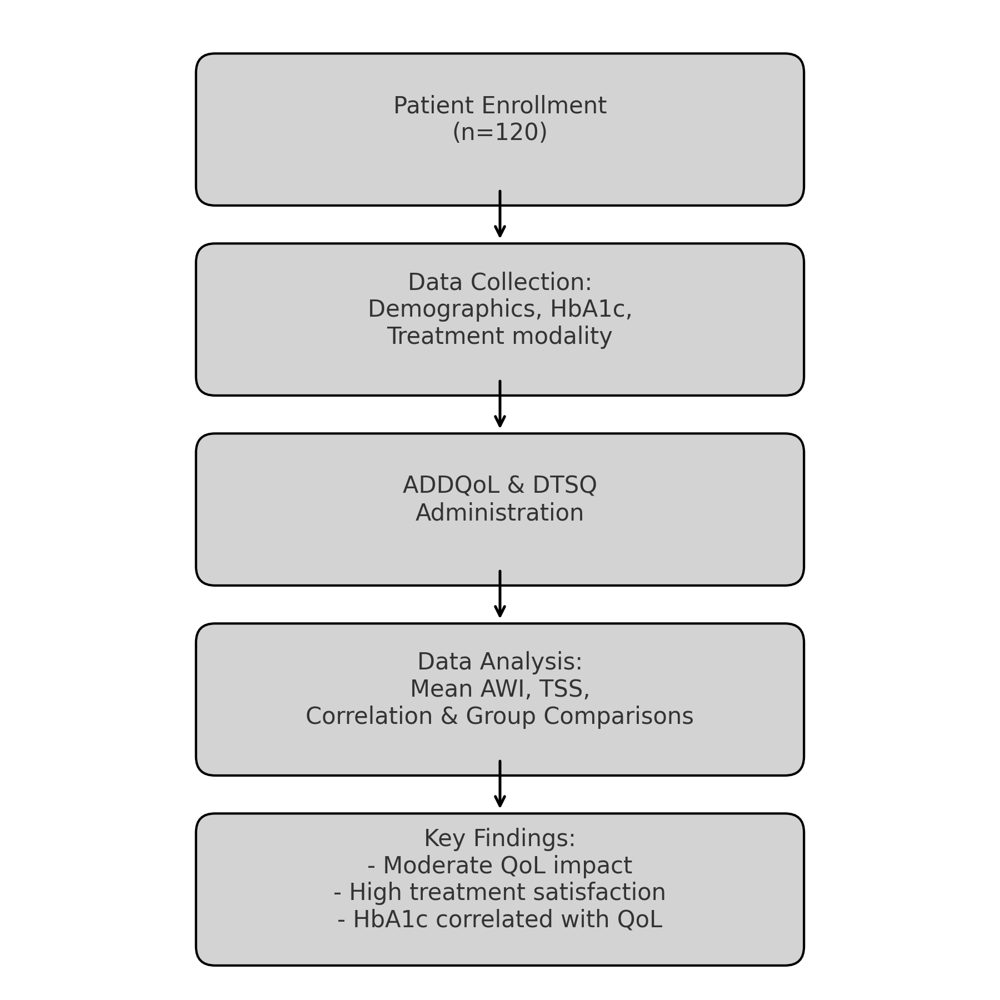 Patient Enrollment
(n=120)
Data Collection:
Demographics, HbA1c,
Treatment modality
ADDQoL & DTSQ
Administration
Data Analysis:
Mean AWI, TSS,
Correlation & Group Comparisons
Key Findings:
- Moderate QoL impact
- High treatment satisfaction
- HbA1c correlated with QoL